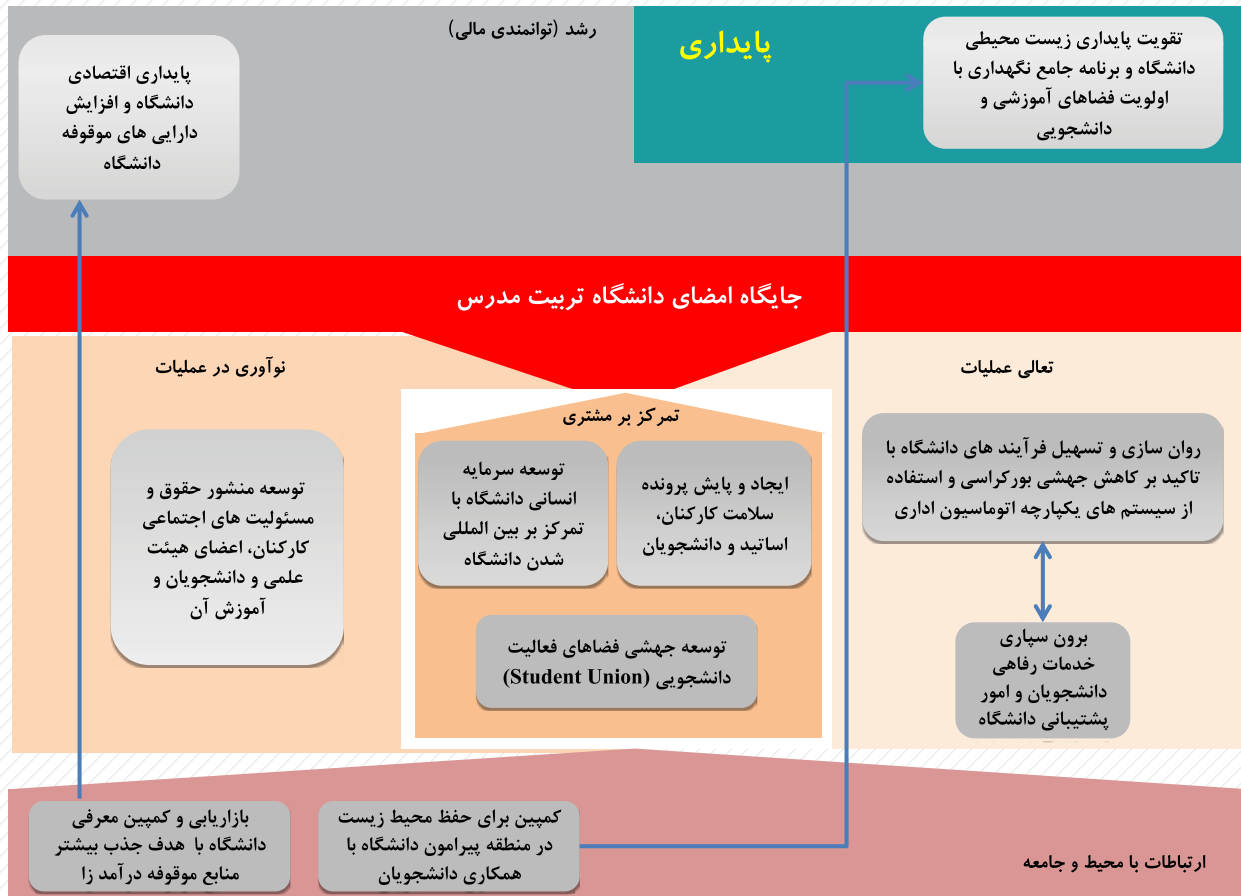 رشد (توانمندی مالی)
پایداری
تقویت پایداری زیست محیطی
دانشگاه و برنامه جامع نگهداری با
اولویت فضاهای آموزشی و
دانشجویی
پایداری اقتصادی
دانشگاه و افزایش
دارایی های موقوفه
دانشگاه
جایگاه امضای دانشگاه تربیت مدرس
تعالی عملیات
روان سازی و تسهیل فرآیند های دانشگاه با
تاکید بر کاهش جهشی بورکراسی و استفاده
از سیستم های یکپارچه اتوماسیون اداری
برون سپاری
خدمات رفاهی
دانشجویان و امور
پشتیبانی دانشگاه
تمرکز بر مشتری
ایجاد و پایش پرونده
سلامت کارکنان،
اساتید و دانشجویان
توسعه سرمایه
انسانی دانشگاه با
تمرکز بر بین المللی
شدن دانشگاه
توسعه جهشی فضاهای فعالیت
دانشجویی (Student Union)
نوآوری در عملیات
توسعه منشور حقوق و
مسئولیت های اجتماعی
کارکنان، اعضای هیئت
علمی و دانشجویان و
آموزش آن
ارتباطات با محیط و جامعه
کمپین برای حفظ محیط زیست
در منطقه پیرامون دانشگاه با
همکاری دانشجویان
بازاریابی و کمپین معرفی
دانشگاه با هدف جذب بیشتر
منابع موقوفه درآمد زا